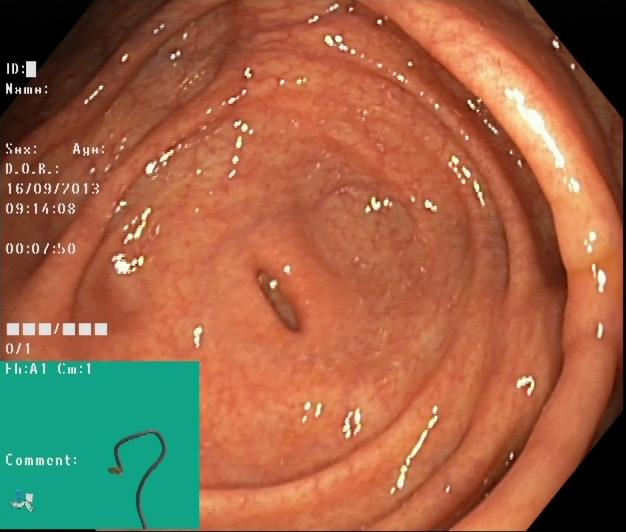 ID:
Name:
Sex: Age:
D.O.R.:
16/09/2013
09:14:08
00:07:50
/
0/1
Eh:A1 Cm:1
Comment: